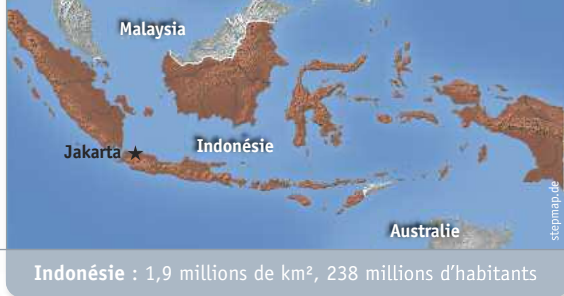 Malaysia
Indonésie
Jakarta
Australie
stepmap.de
Indonésie : 1,9 millions de km², 238 millions d'habitants